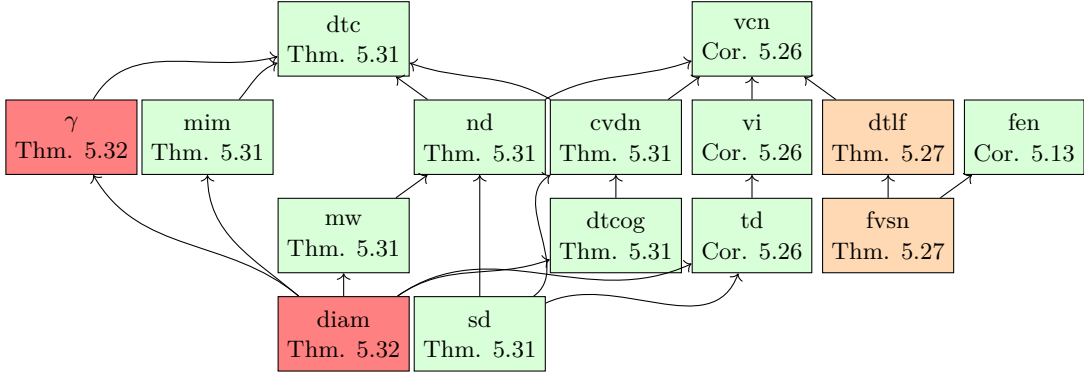 dtc
Thm. 5.31
vcn
Cor. 5.26
γ
Thm. 5.32
mim
Thm. 5.31
nd
Thm. 5.31
cvdn
Thm. 5.31
vi
Cor. 5.26
dtlf
Thm. 5.27
fen
Cor. 5.13
mw
Thm. 5.31
dtcog
Thm. 5.31
td
Cor. 5.26
fvsn
Thm. 5.27
diam
Thm. 5.32
sd
Thm. 5.31